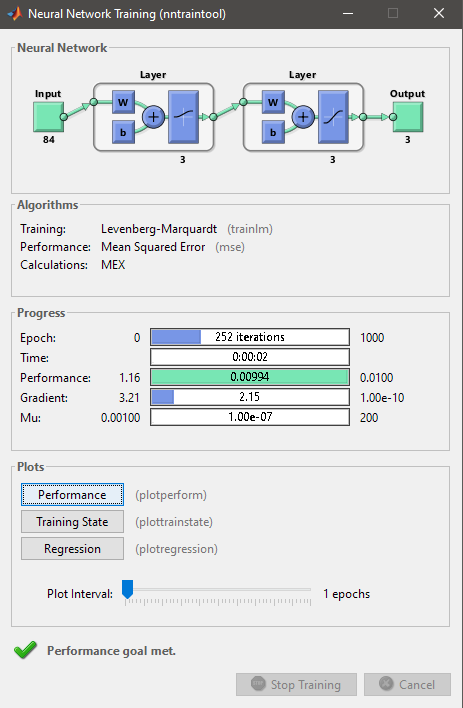 Neural Network Training (nntraintool)
Neural Network
Layer Layer
Input Output
W W
b b
+ +
84 3 3 3
Algorithms
Training: Levenberg-Marquardt (trainlm)
Performance: Mean Squared Error (mse)
Calculations: MEX
Progress
Epoch: 0 252 iterations 1000
Time: 0:00:02
Performance: 1.16 0.00994 0.0100
Gradient: 3.21 2.15 1.00e-10
Mu: 0.00100 1.00e-07 200
Plots
Performance (plotperform)
Training State (plottrainstate)
Regression (plotregression)
Plot Interval: 1 epochs
Performance goal met.
Stop Training Cancel